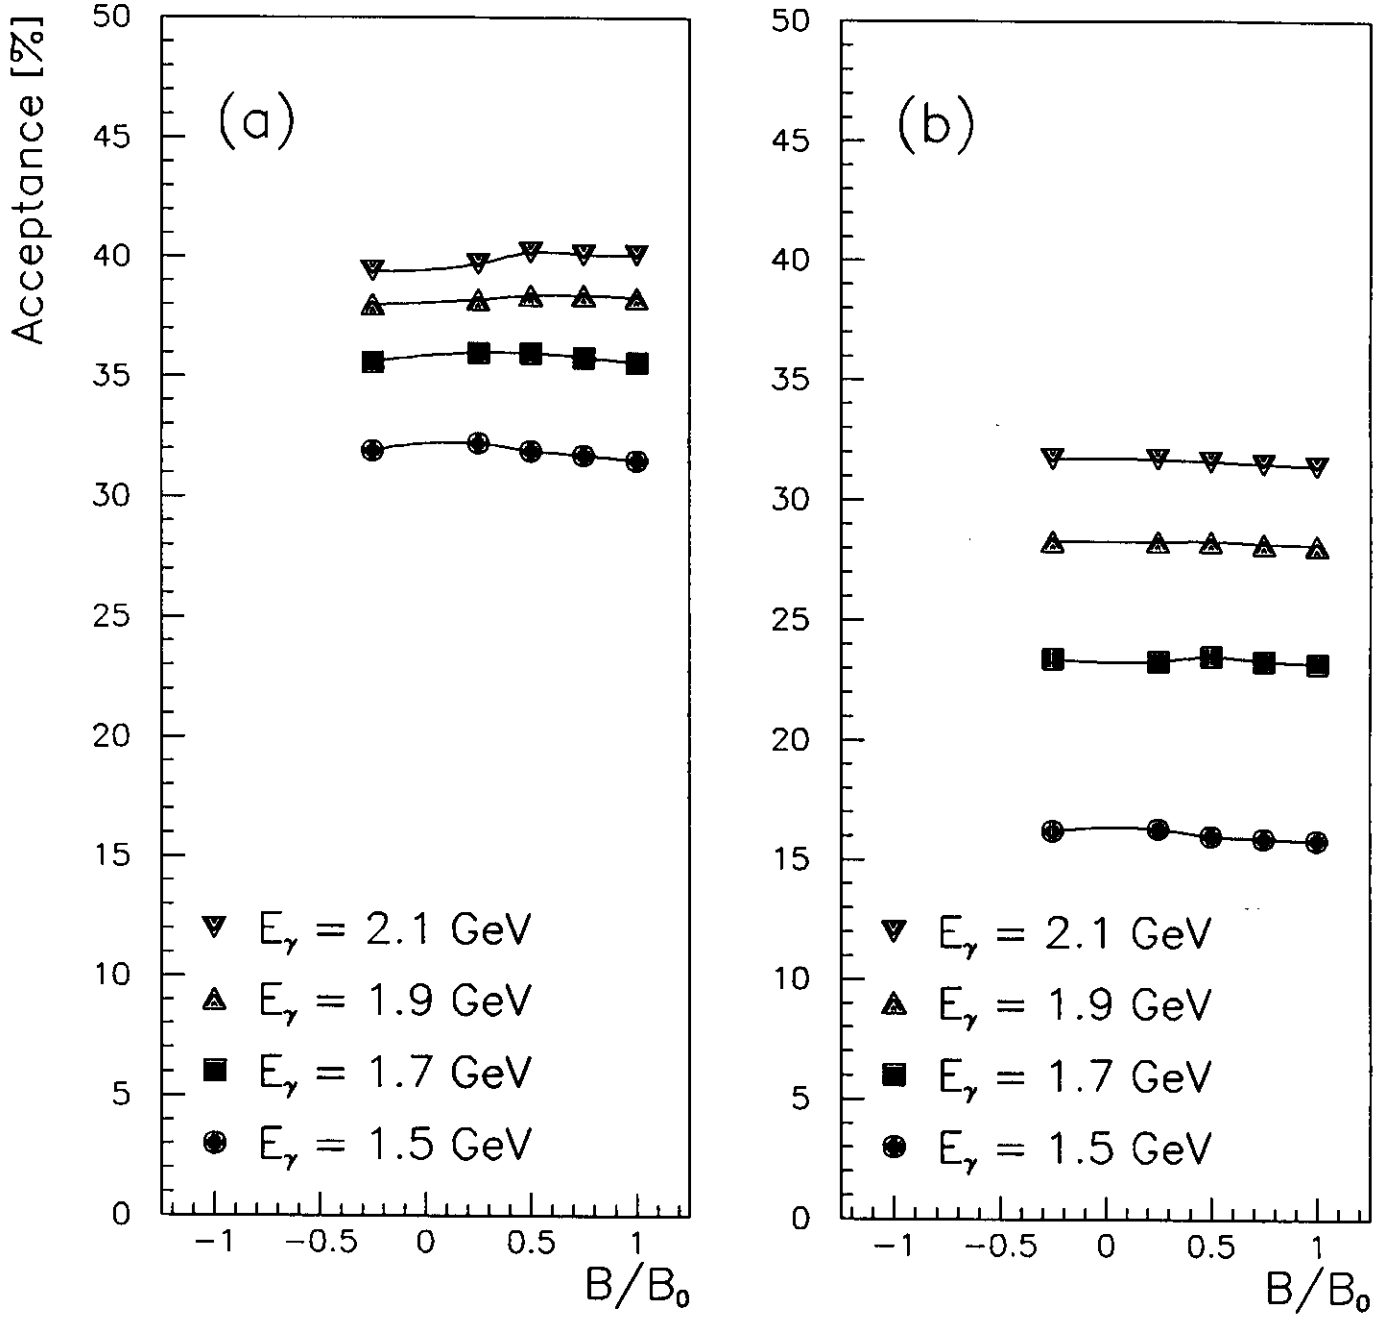 Acceptance [%]
50
45
40
35
30
25
20
15
10
5
0
(a)
E_γ = 2.1 GeV
E_γ = 1.9 GeV
E_γ = 1.7 GeV
E_γ = 1.5 GeV
−1 −0.5 0 0.5 1
B/B₀
50
45
40
35
30
25
20
15
10
5
0
(b)
E_γ = 2.1 GeV
E_γ = 1.9 GeV
E_γ = 1.7 GeV
E_γ = 1.5 GeV
−1 −0.5 0 0.5 1
B/B₀